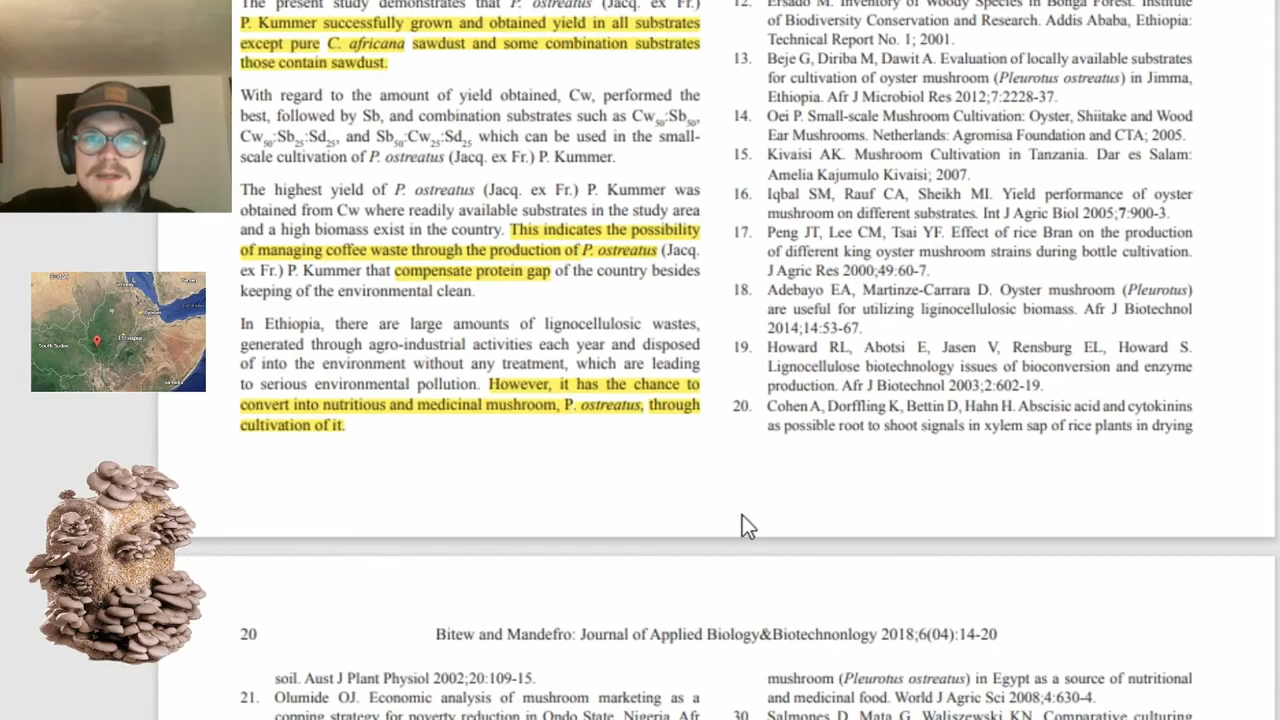 The present study demonstrates that P. ostreatus (Jacq. ex Fr.)
P. Kummer successfully grown and obtained yield in all substrates
except pure C. africana sawdust and some combination substrates
those contain sawdust.
With regard to the amount of yield obtained, Cw, performed the
best, followed by Sb, and combination substrates such as Cw50:Sb50,
Cw50:Sb25:Sd25, and Sb50:Cw25:Sd25 which can be used in the small-
scale cultivation of P. ostreatus (Jacq. ex Fr.) P. Kummer.
The highest yield of P. ostreatus (Jacq. ex Fr.) P. Kummer was
obtained from Cw where readily available substrates in the study area
and a high biomass exist in the country. This indicates the possibility
of managing coffee waste through the production of P. ostreatus (Jacq.
ex Fr.) P. Kummer that compensate protein gap of the country besides
keeping of the environmental clean.
In Ethiopia, there are large amounts of lignocellulosic wastes,
generated through agro-industrial activities each year and disposed
of into the environment without any treatment, which are leading
to serious environmental pollution. However, it has the chance to
convert into nutritious and medicinal mushroom, P. ostreatus, through
cultivation of it.
12. Ersado M. Inventory of Woody Species in Bonga Forest. Institute
of Biodiversity Conservation and Research. Addis Ababa, Ethiopia:
Technical Report No. 1; 2001.
13. Beje G, Diriba M, Dawit A. Evaluation of locally available substrates
for cultivation of oyster mushroom (Pleurotus ostreatus) in Jimma,
Ethiopia. Afr J Microbiol Res 2012;7:2228-37.
14. Oei P. Small-scale Mushroom Cultivation: Oyster, Shiitake and Wood
Ear Mushrooms. Netherlands: Agromisa Foundation and CTA; 2005.
15. Kivaisi AK. Mushroom Cultivation in Tanzania. Dar es Salam:
Amelia Kajumulo Kivaisi; 2007.
16. Iqbal SM, Rauf CA, Sheikh MI. Yield performance of oyster
mushroom on different substrates. Int J Agric Biol 2005;7:900-3.
17. Peng JT, Lee CM, Tsai YF. Effect of rice Bran on the production
of different king oyster mushroom strains during bottle cultivation.
J Agric Res 2000;49:60-7.
18. Adebayo EA, Martinze-Carrara D. Oyster mushroom (Pleurotus)
are useful for utilizing liginocellulosic biomass. Afr J Biotechnol
2014;14:53-67.
19. Howard RL, Abotsi E, Jasen V, Rensburg EL, Howard S.
Lignocellulose biotechnology issues of bioconversion and enzyme
production. Afr J Biotechnol 2003;2:602-19.
20. Cohen A, Dorffling K, Bettin D, Hahn H. Abscisic acid and cytokinins
as possible root to shoot signals in xylem sap of rice plants in drying
South Sudan
Ethiopia
20 Bitew and Mandefro: Journal of Applied Biology&Biotechnonlogy 2018;6(04):14-20
soil. Aust J Plant Physiol 2002;20:109-15.
21. Olumide OJ. Economic analysis of mushroom marketing as a
copping strategy for poverty reduction in Ondo State, Nigeria. Afr
mushroom (Pleurotus ostreatus) in Egypt as a source of nutritional
and medicinal food. World J Agric Sci 2008;4:630-4.
30. Salmones D, Mata G, Waliszewski KN. Comparative culturing